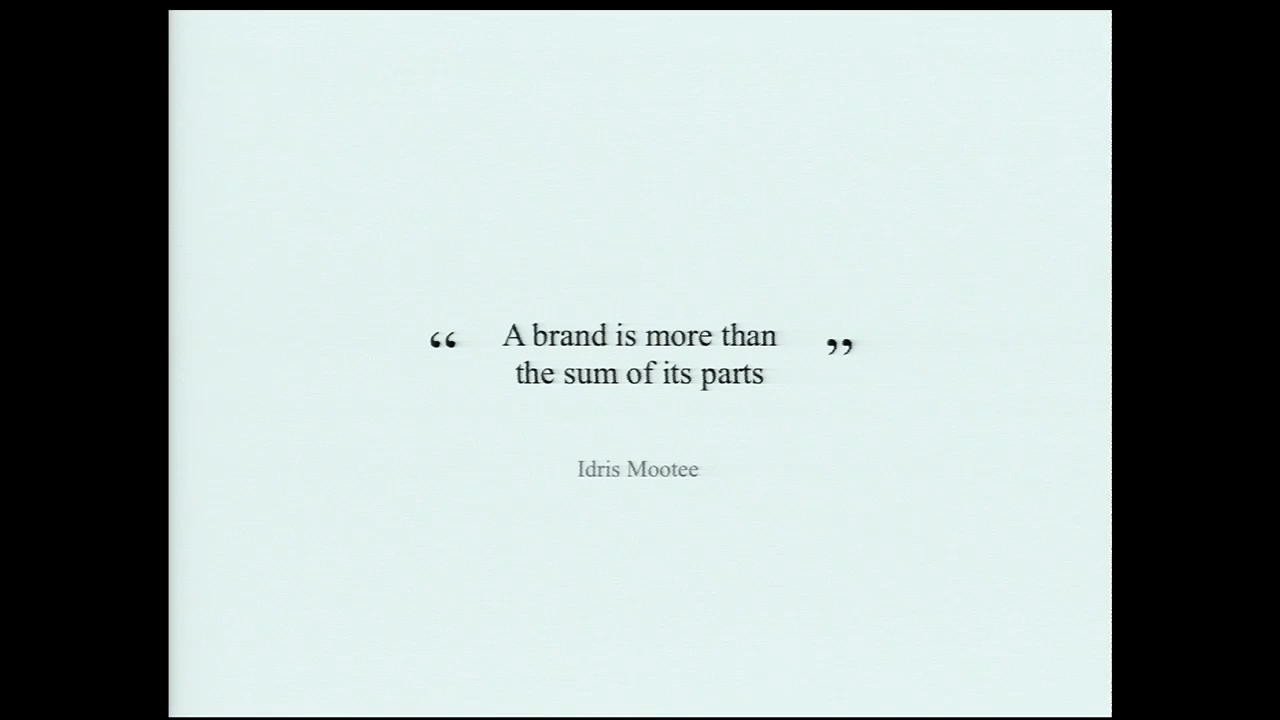 “ A brand is more than ”
the sum of its parts
Idris Mootee